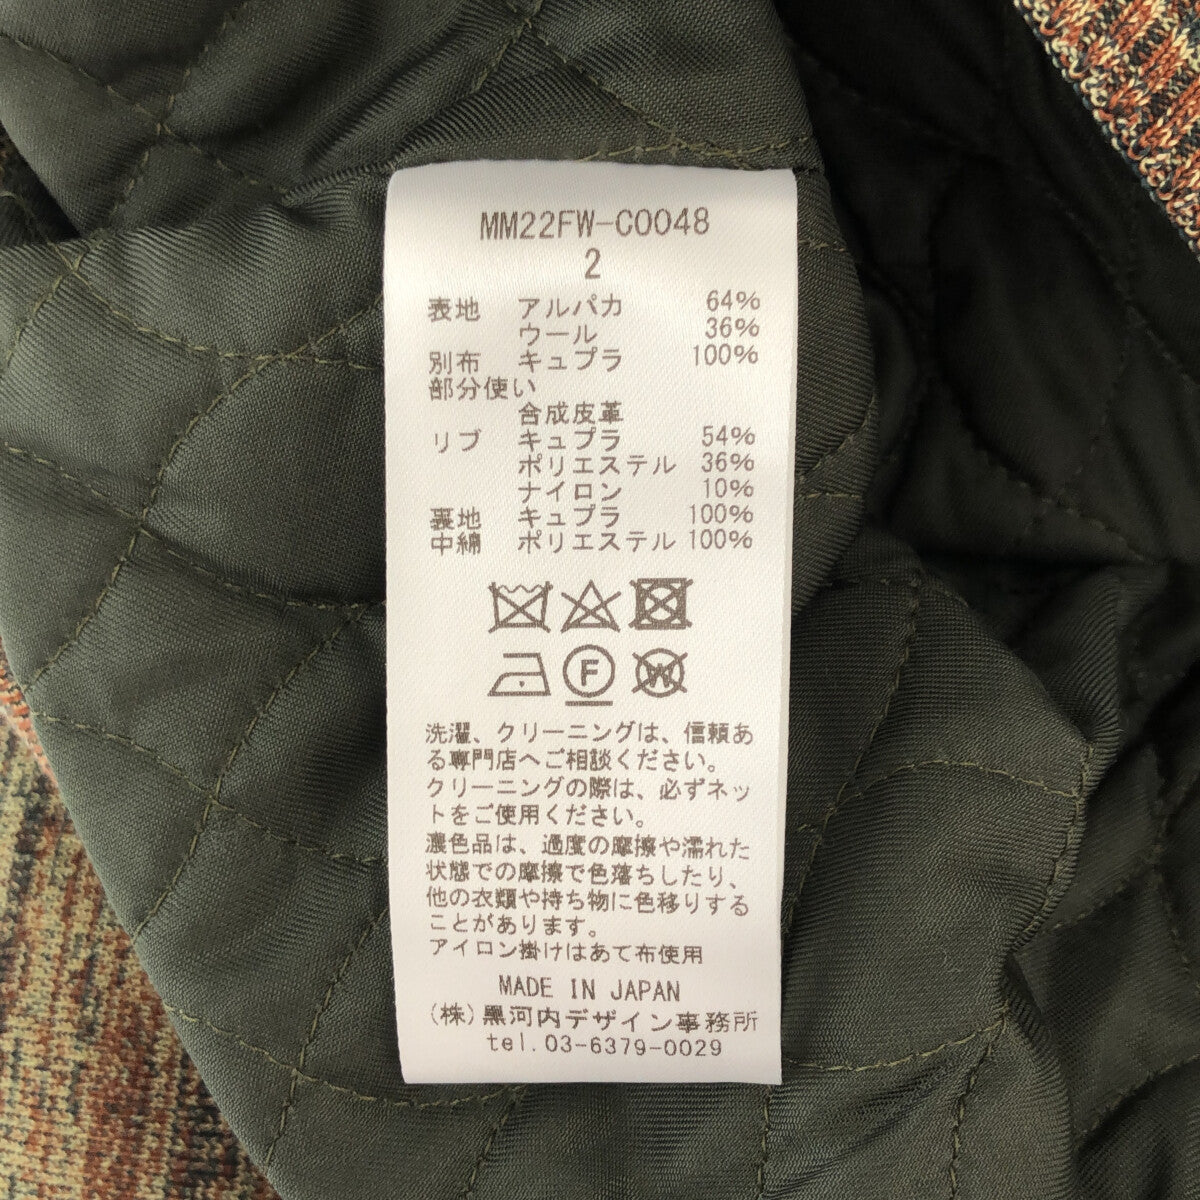 MM22FW-C0048
2
表地 アルパカ 64%
ウール 36%
別布 キュプラ 100%
部分使い
合成皮革
リブ キュプラ 54%
ポリエステル 36%
ナイロン 10%
裏地 キュプラ 100%
中綿 ポリエステル 100%
F W
洗濯、クリーニングは、信頼あ
る専門店へご相談ください。
クリーニングの際は、必ずネッ
トをご使用ください。
濃色品は、過度の摩擦や濡れた
状態での摩擦で色落ちしたり、
他の衣類や持ち物に色移りする
ことがあります。
アイロン掛けはあて布使用
MADE IN JAPAN
(株)黒河内デザイン事務所
tel.03-6379-0029